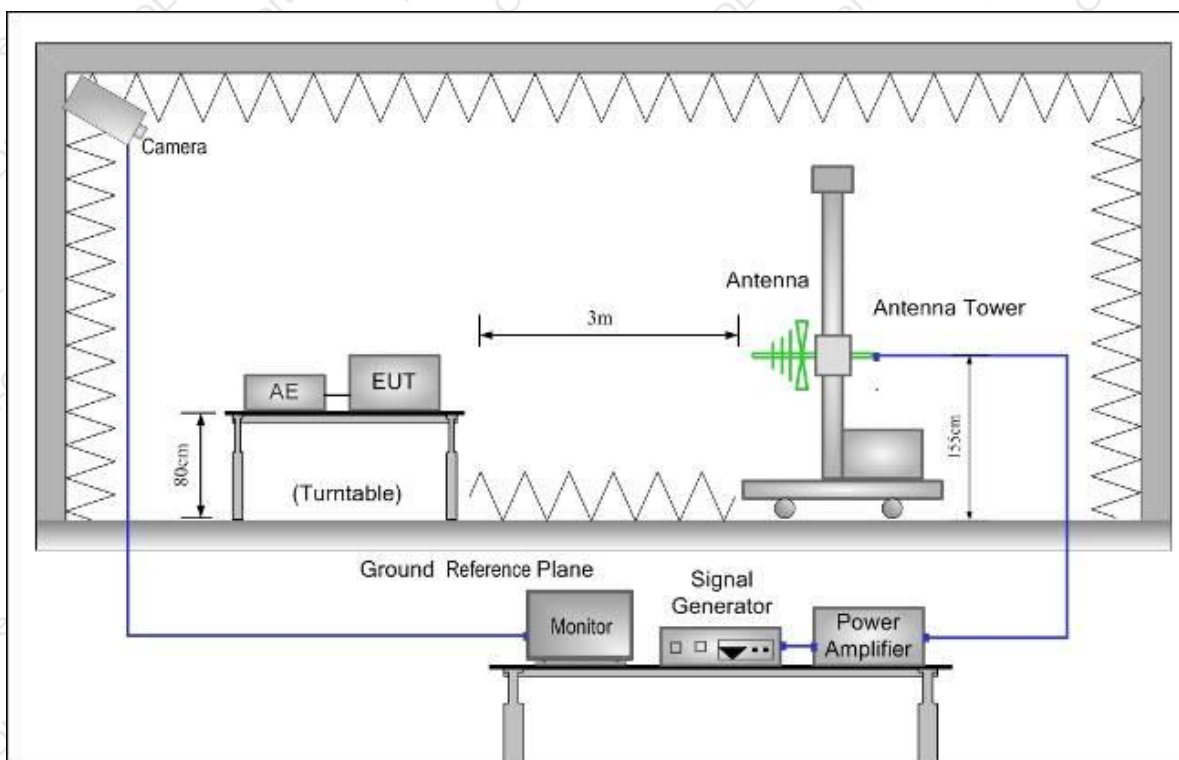 Camera
Antenna
3m
Antenna Tower
AE
EUT
80cm
155cm
(Turntable)
Ground Reference Plane
Signal
Generator
Monitor
Power
Amplifier